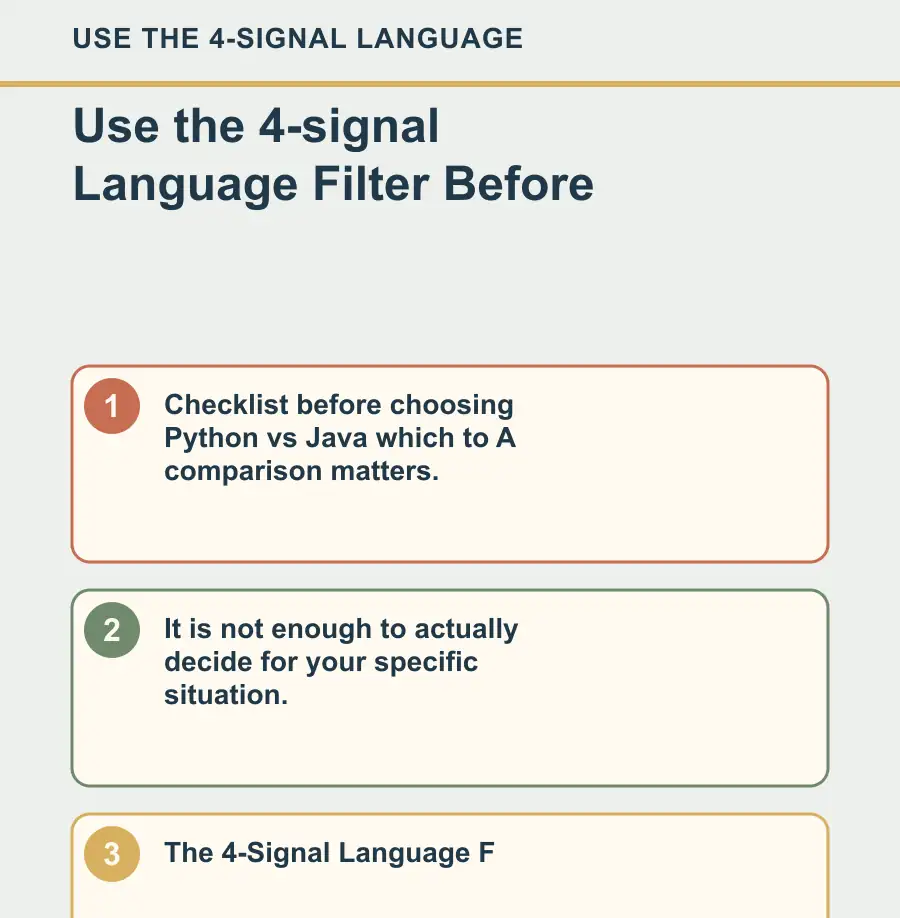 USE THE 4-SIGNAL LANGUAGE
Use the 4-signal
Language Filter Before
1
Checklist before choosing
Python vs Java which to A
comparison matters.
2
It is not enough to actually
decide for your specific
situation.
3
The 4-Signal Language F